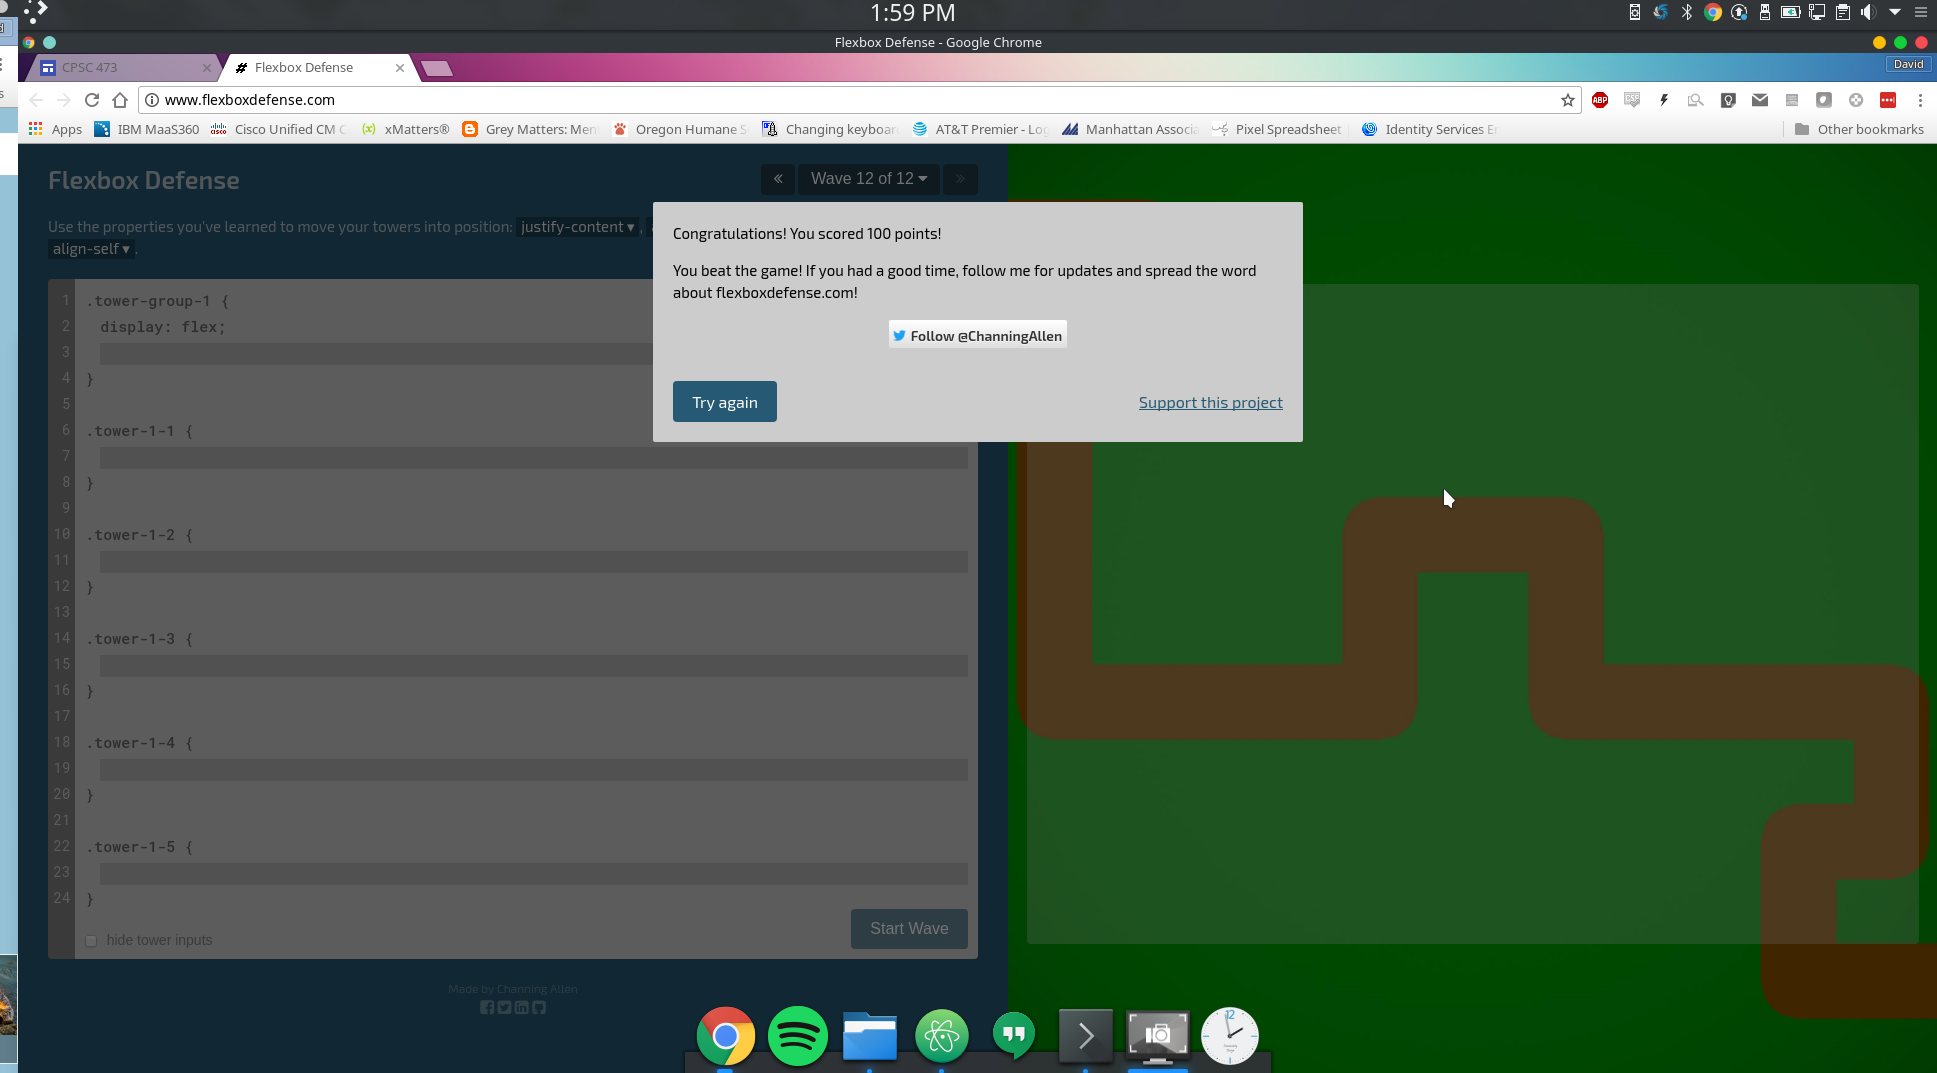 1:59 PM
Flexbox Defense - Google Chrome
CPSC 473
Flexbox Defense
David
www.flexboxdefense.com
ABP
CSS
Apps
IBM MaaS360
Cisco Unified CM
xMatters®
Grey Matters: Men
Oregon Humane S
Changing keyboar
AT&T Premier - Lo
Manhattan Associa
Pixel Spreadsheet
Identity Services E
Other bookmarks
Flexbox Defense
« Wave 12 of 12 ▾ »
Use the properties you've learned to move your towers into position: justify-content ▾ ,
align-self ▾ .
Congratulations! You scored 100 points!
You beat the game! If you had a good time, follow me for updates and spread the word
about flexboxdefense.com!
Follow @ChanningAllen
Try again
Support this project
1 .tower-group-1 {
2 display: flex;
3
4 }
5
6 .tower-1-1 {
7
8 }
9
10 .tower-1-2 {
11
12 }
13
14 .tower-1-3 {
15
16 }
17
18 .tower-1-4 {
19
20 }
21
22 .tower-1-5 {
23
24 }
hide tower inputs
Start Wave
Made by Channing Allen
12